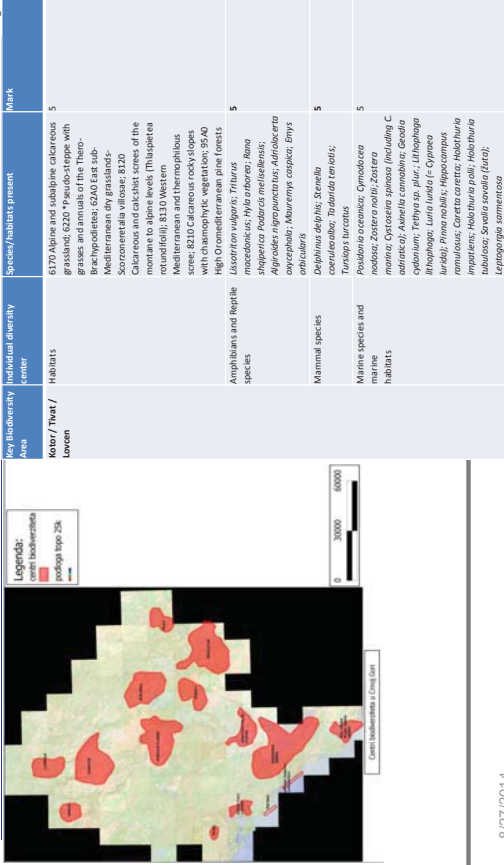 Key Biodiversity Area
Individual diversity center
Species/habitats present
Mark
Kotor / Tivat / Lovcen
Habitats
6170 Alpine and subalpine calcareous
grassland; 6220 *Pseudo-steppe with
grasses and annuals of the Thero-
Brachypodietea; 62A0 East sub-
Mediterranean dry grasslands-
Scorzoneretalia villosae; 8120
Calcareous and calchist screes of the
montane to alpine levels (Thlaspietea
rotundifolii); 8130 Western
Mediterranean and thermophilous
scree; 8210 Calcareous rocky slopes
with chasmophytic vegetation; 95A0
High Oromediterranean pine forests
5
Amphibians and Reptile
species
Lissotriton vulgaris; Triturus
macedonicus; Hyla arborea; Rana
shqiperica Podarcis melisellensis;
Algiroides nigropunctatus; Adriolacerta
oxycephala; Mauremys caspica; Emys
orbicularis
5
Mammal species
Delphinus delphis; Stenella
coeruleoalba; Tadarida teniotis;
Tursiops turcatus
5
Marine species and
marine
habitats
Posidonia oceanica; Cymodacea
nodosa; Zostera noltii; Zostera
marina; Cystoseira spinosa (including C.
adriatica); Axinella cannabina; Geodia
cydonium; Tethya sp. plur.; Lithophaga
lithophaga; Luria lurida (= Cypraea
lurida); Pinna nobilis; Hippocampus
ramulosus; Caretta caretta; Holothuria
impatiens; Holothuria polii; Holothuria
tubulosa; Savalia savalia (žuta);
Leptogorgia sarmentosa
5
Legenda:
centri biodiverziteta
podloga topo 25k
0 30000 60000
Centri biodiverziteta u Crnoj Gori
8/27/2014